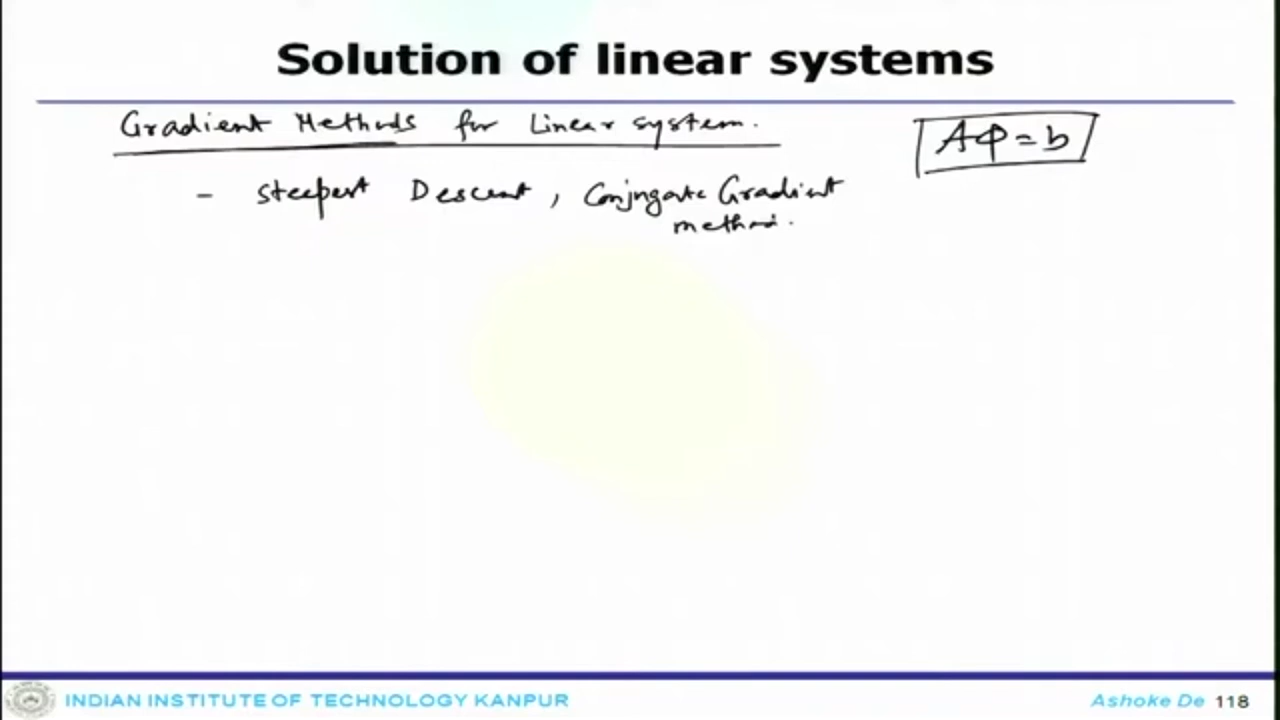 Solution of linear systems
Gradient Methods for Linear system.
AΦ = b
- Steepest Descent, Conjugate Gradient
method.
INDIAN INSTITUTE OF TECHNOLOGY KANPUR
Ashoke De 118